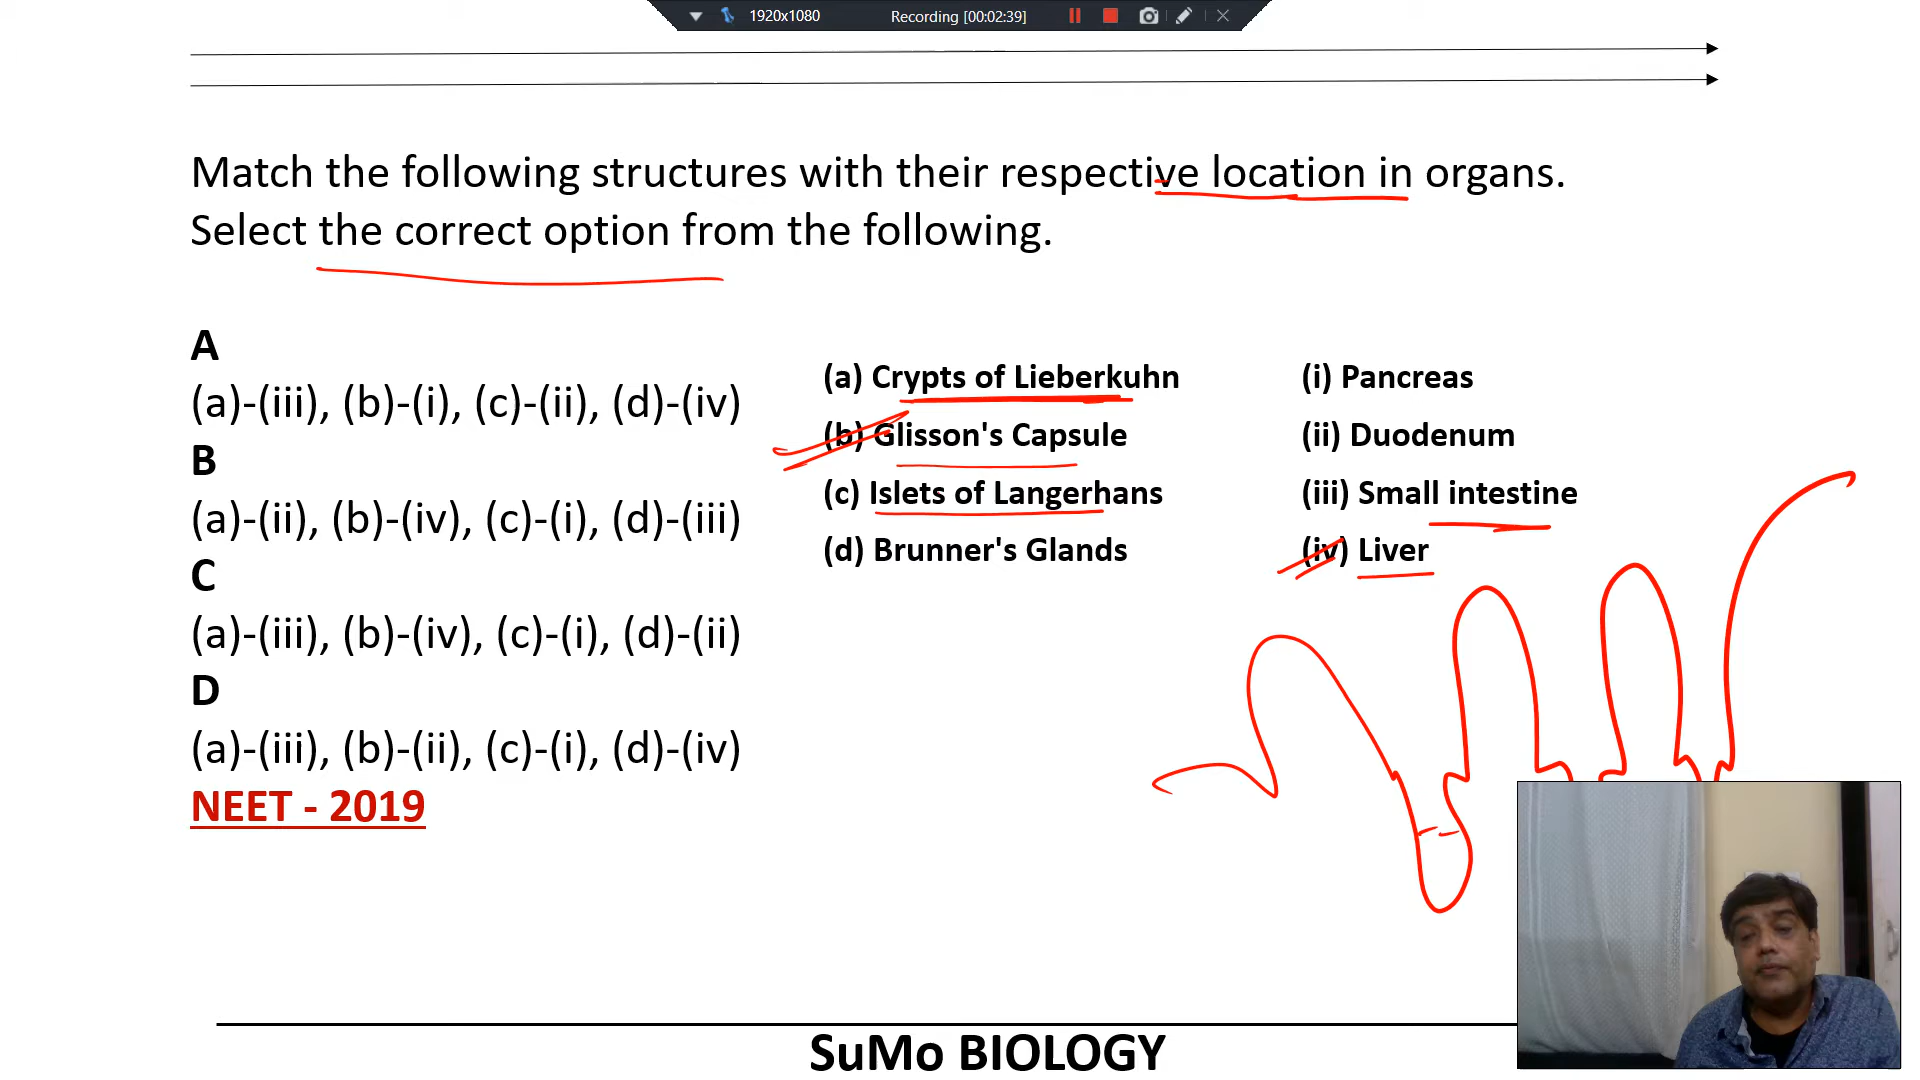 1920x1080 Recording [00:02:39]
Match the following structures with their respective location in organs.
Select the correct option from the following.
A
(a)-(iii), (b)-(i), (c)-(ii), (d)-(iv)
B
(a)-(ii), (b)-(iv), (c)-(i), (d)-(iii)
C
(a)-(iii), (b)-(iv), (c)-(i), (d)-(ii)
D
(a)-(iii), (b)-(ii), (c)-(i), (d)-(iv)
NEET - 2019
(a) Crypts of Lieberkuhn (i) Pancreas
(b) Glisson's Capsule (ii) Duodenum
(c) Islets of Langerhans (iii) Small intestine
(d) Brunner's Glands (iv) Liver
SuMo BIOLOGY